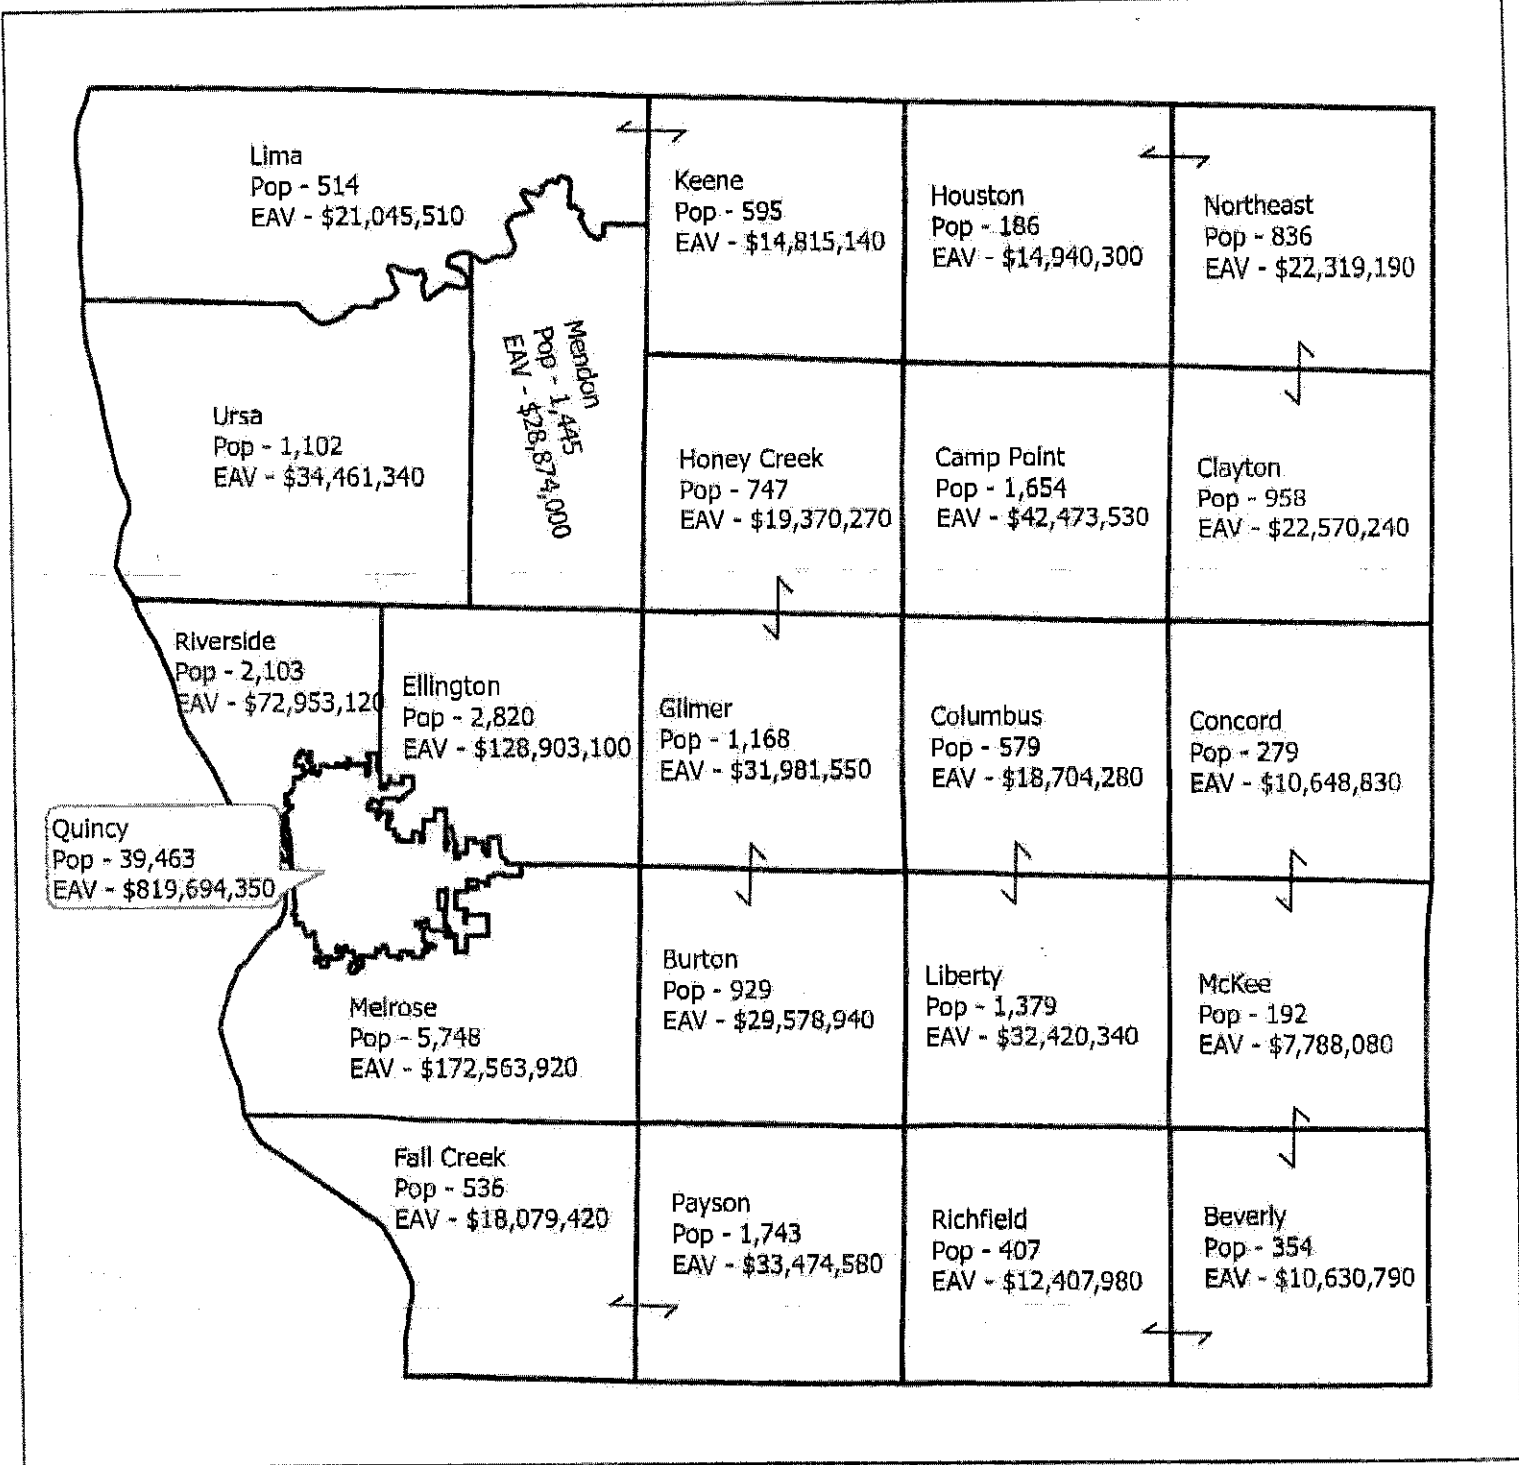 Lima
Pop - 514
EAV - $21,045,510
Keene
Pop - 595
EAV - $14,815,140
Houston
Pop - 186
EAV - $14,940,300
Northeast
Pop - 836
EAV - $22,319,190
Ursa
Pop - 1,102
EAV - $34,461,340
Mendon
Pop - 1,445
EAV - $28,874,000
Honey Creek
Pop - 747
EAV - $19,370,270
Camp Point
Pop - 1,654
EAV - $42,473,530
Clayton
Pop - 958
EAV - $22,570,240
Riverside
Pop - 2,103
EAV - $72,953,120
Ellington
Pop - 2,820
EAV - $128,903,100
Gilmer
Pop - 1,168
EAV - $31,981,550
Columbus
Pop - 579
EAV - $18,704,280
Concord
Pop - 279
EAV - $10,648,830
Quincy
Pop - 39,463
EAV - $819,694,350
Melrose
Pop - 5,748
EAV - $172,563,920
Burton
Pop - 929
EAV - $29,578,940
Liberty
Pop - 1,379
EAV - $32,420,340
McKee
Pop - 192
EAV - $7,788,080
Fall Creek
Pop - 536
EAV - $18,079,420
Payson
Pop - 1,743
EAV - $33,474,580
Richfield
Pop - 407
EAV - $12,407,980
Beverly
Pop - 354
EAV - $10,630,790